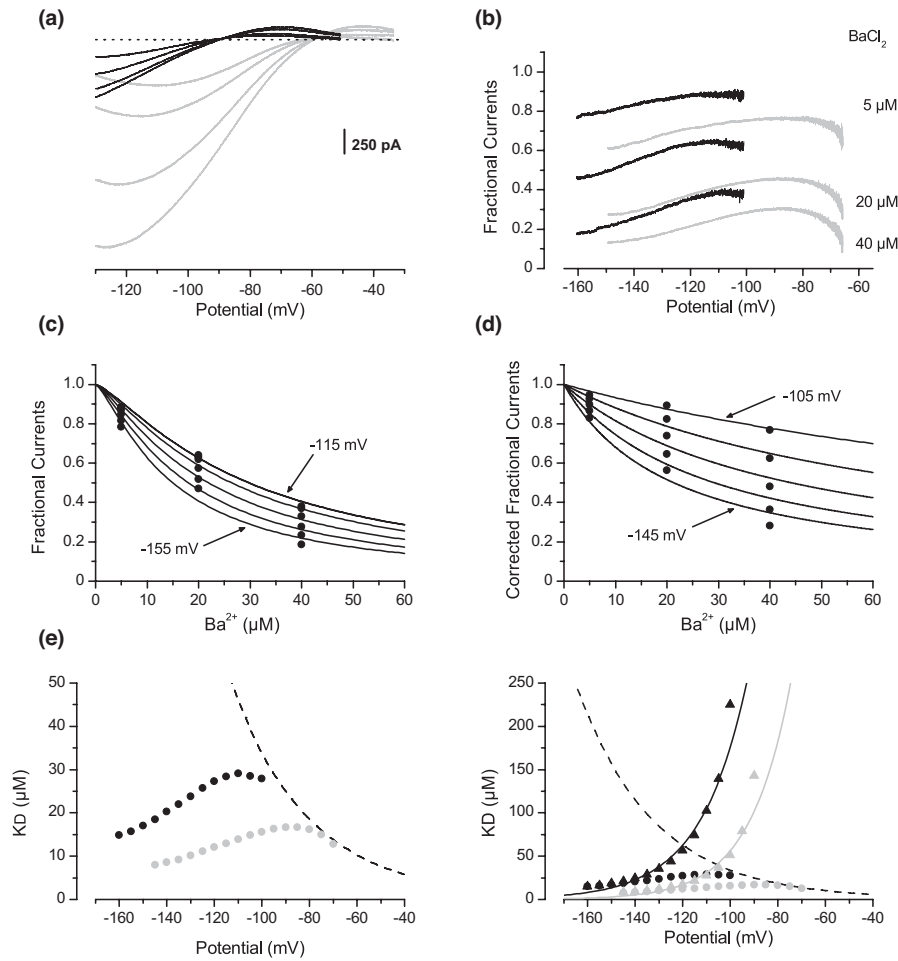 (a)
250 pA
-120 -100 -80 -60 -40
Potential (mV)
(b)
BaCl₂
Fractional Currents
1.0
0.8
0.6
0.4
0.2
0
5 µM
20 µM
40 µM
-160 -140 -120 -100 -80 -60
Potential (mV)
(c)
Fractional Currents
1.0
0.8
0.6
0.4
0.2
0
-115 mV
-155 mV
0 10 20 30 40 50 60
Ba²⁺ (µM)
(d)
Corrected Fractional Currents
1.0
0.8
0.6
0.4
0.2
0
-105 mV
-145 mV
0 10 20 30 40 50 60
Ba²⁺ (µM)
(e)
KD (µM)
50
40
30
20
10
0
-160 -140 -120 -100 -80 -60 -40
Potential (mV)
KD (µM)
250
200
150
100
50
0
-160 -140 -120 -100 -80 -60 -40
Potential (mV)